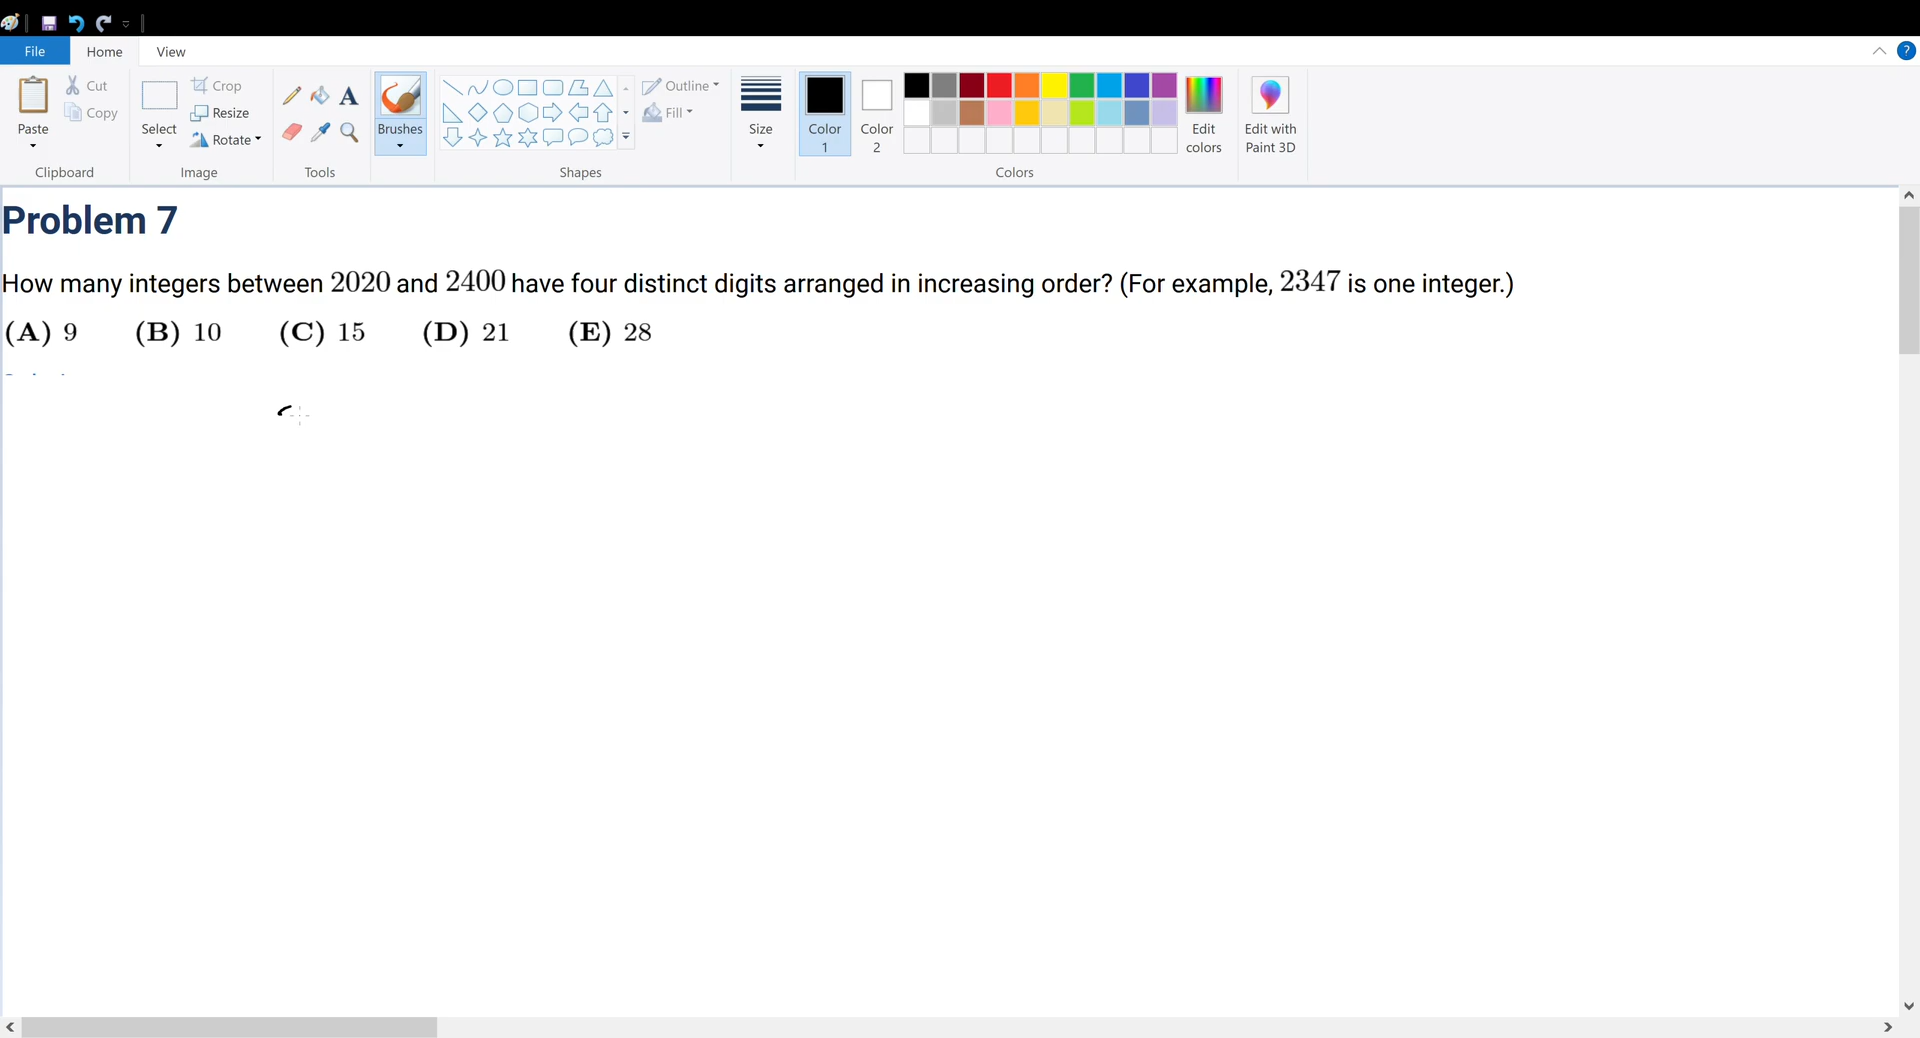 File Home View
Paste
Cut
Copy
Clipboard
Select
Crop
Resize
Rotate
Image
A
Tools
Brushes
Outline
Fill
Shapes
Size
Color 1
Color 2
Edit colors
Colors
Edit with Paint 3D
?
Problem 7
How many integers between 2020 and 2400 have four distinct digits arranged in increasing order? (For example, 2347 is one integer.)
(A) 9 (B) 10 (C) 15 (D) 21 (E) 28